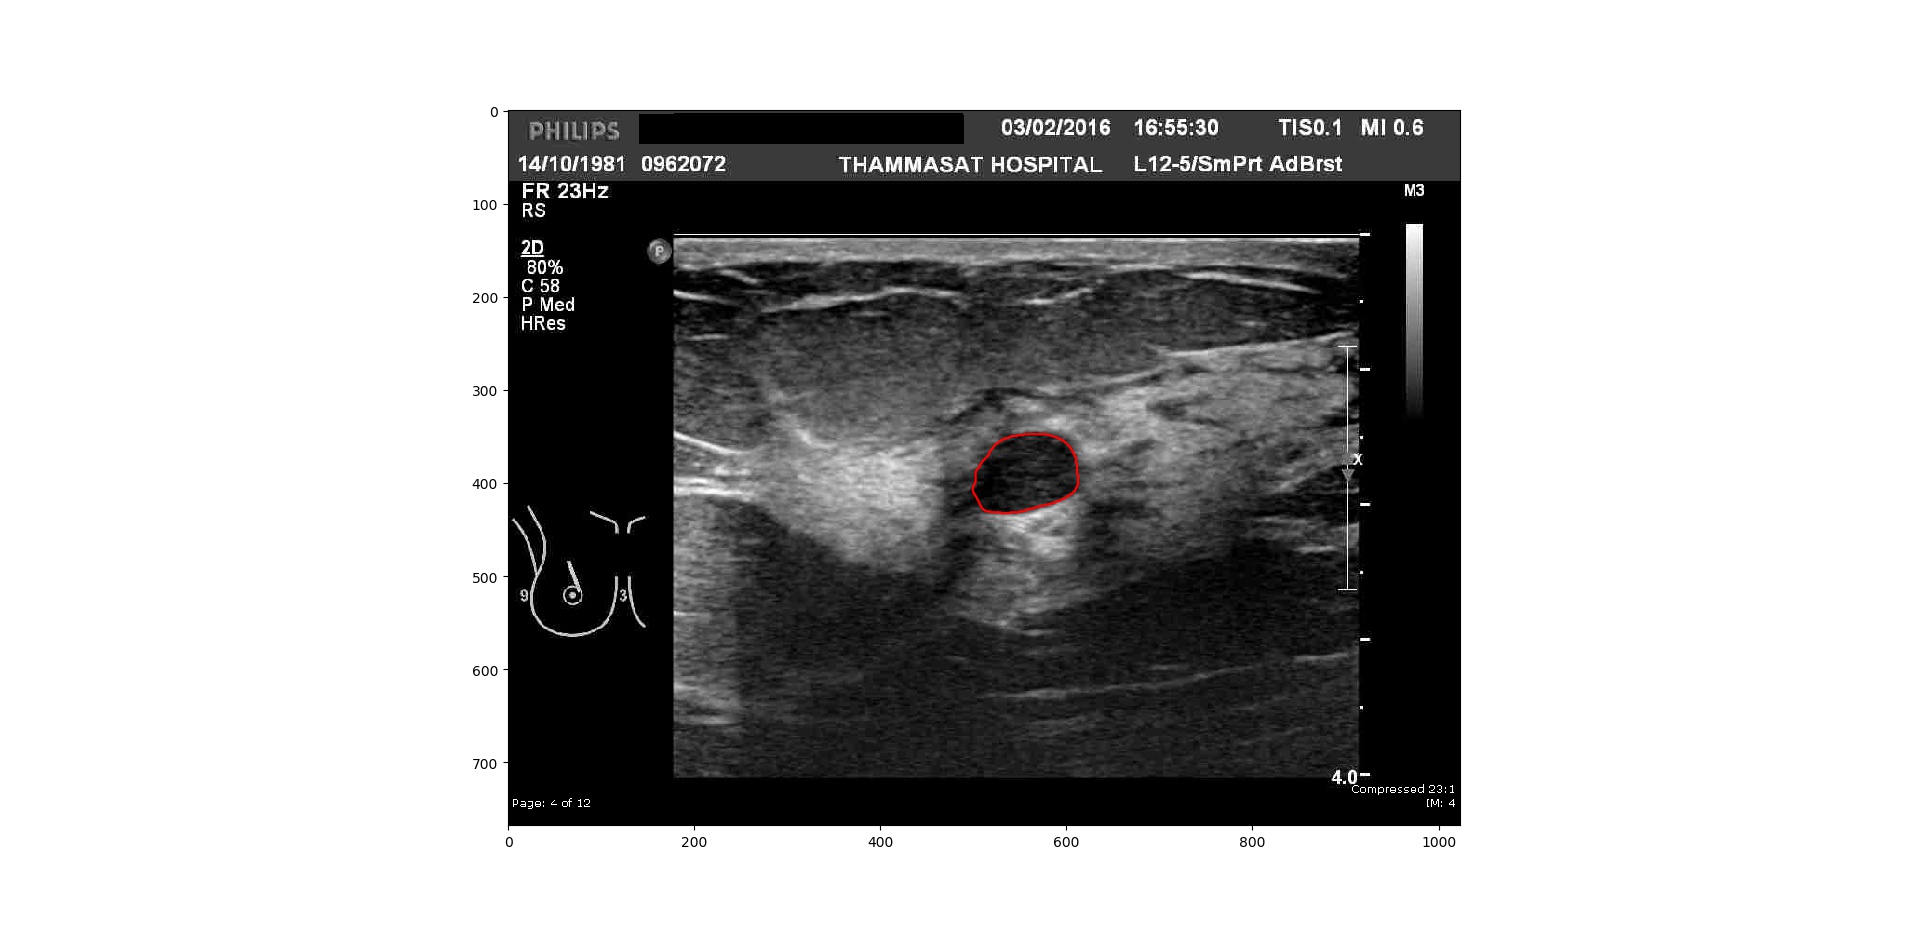 PHILIPS 03/02/2016 16:55:30 TIS0.1 MI 0.6
14/10/1981 0962072 THAMMASAT HOSPITAL L12-5/SmPrt AdBrst
FR 23Hz
RS
M3
P
2D
80%
C 58
P Med
HRes
X
9 3
4.0
Compressed 23:1
Page: 4 of 12
IM: 4
0
100
200
300
400
500
600
700
0 200 400 600 800 1000